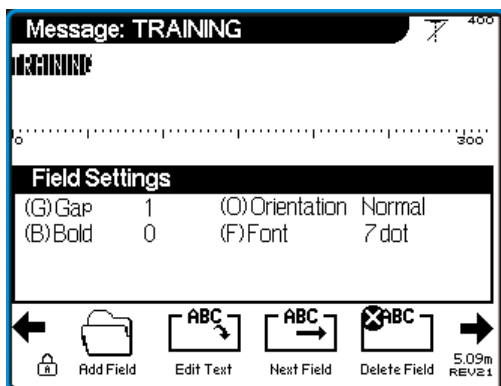 Message: TRAINING
400
TRAINING
0 300
Field Settings
(G) Gap 1 (O) Orientation Normal
(B) Bold 0 (F) Font 7 dot
ABC ABC ABC
Add Field Edit Text Next Field Delete Field
5.09m
REV21
A